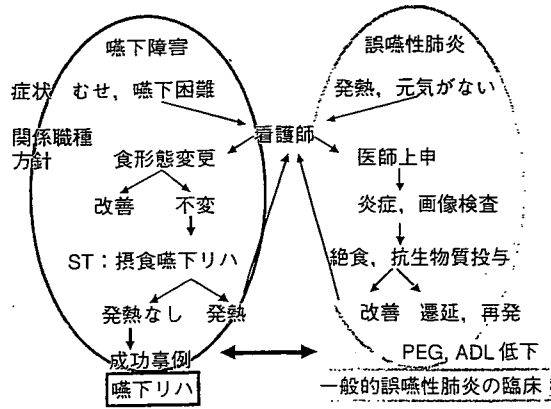 嚥下障害
誤嚥性肺炎
症状 むせ，嚥下困難
発熱，元気がない
関係職種
方針
看護師
食形態変更
医師上申
改善 不変
炎症，画像検査
ST：摂食嚥下リハ
絶食，抗生物質投与
発熱なし 発熱
改善 遷延，再発
成功事例
PEG，ADL 低下
嚥下リハ
一般的誤嚥性肺炎の臨床